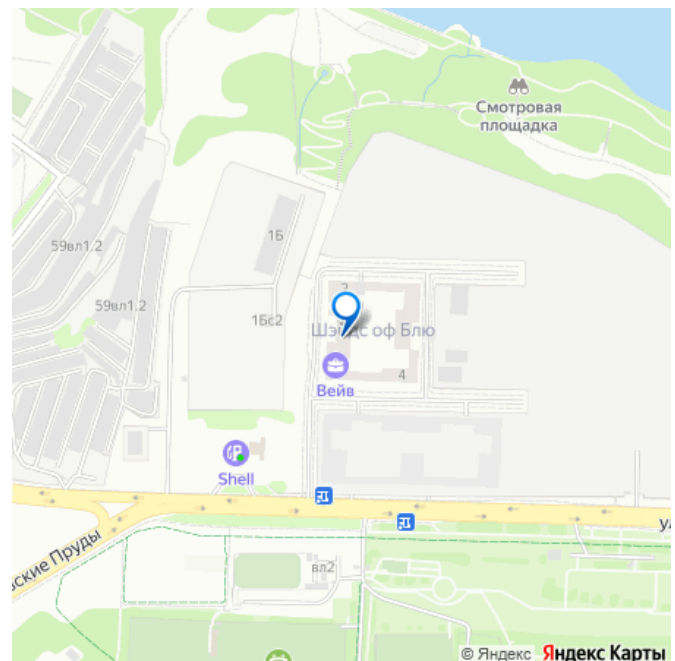 Смотровая
площадка
1Б
59вл1.2
59вл1.2
1Бс2
2
Шэйдс оф Блю
4
Вейв
Shell
ул
ские Пруды
вл2
© Яндекс Яндекс Карты